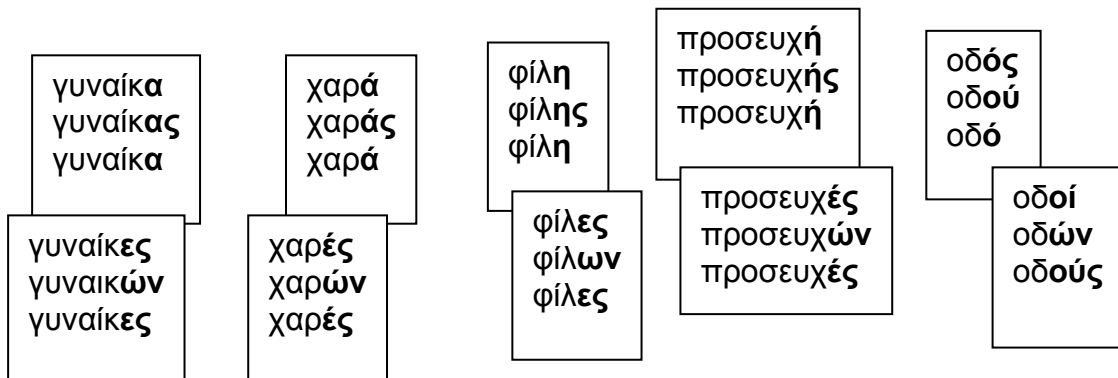 γυναίκα
γυναίκας
γυναίκα
γυναίκες
γυναικών
γυναίκες
χαρά
χαράς
χαρά
χαρές
χαρών
χαρές
φίλη
φίλης
φίλη
φίλες
φίλων
φίλες
προσευχή
προσευχής
προσευχή
προσευχές
προσευχών
προσευχές
οδός
οδού
οδό
οδοί
οδών
οδούς